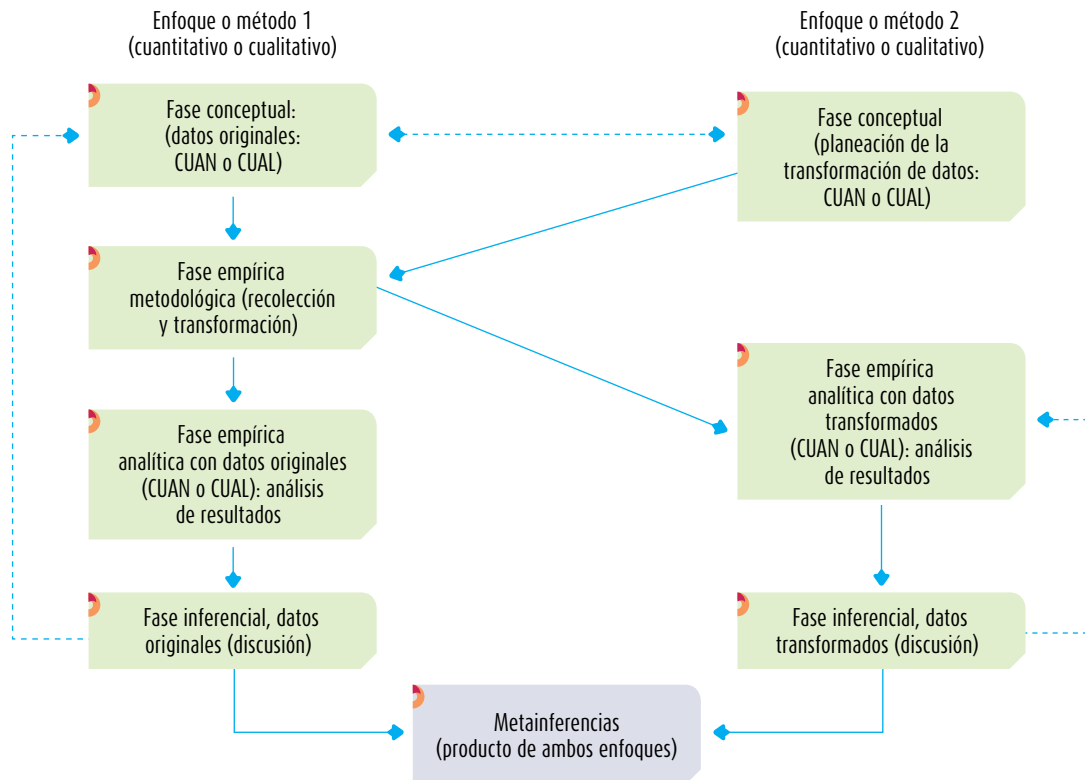 Enfoque o método 1
(cuantitativo o cualitativo)
Enfoque o método 2
(cuantitativo o cualitativo)
Fase conceptual:
(datos originales:
CUAN o CUAL)
Fase conceptual
(planeación de la
transformación de datos:
CUAN o CUAL)
Fase empírica
metodológica (recolección
y transformación)
Fase empírica
analítica con datos originales
(CUAN o CUAL): análisis
de resultados
Fase empírica
analítica con datos
transformados
(CUAN o CUAL): análisis
de resultados
Fase inferencial, datos
originales (discusión)
Fase inferencial, datos
transformados (discusión)
Metainferencias
(producto de ambos enfoques)